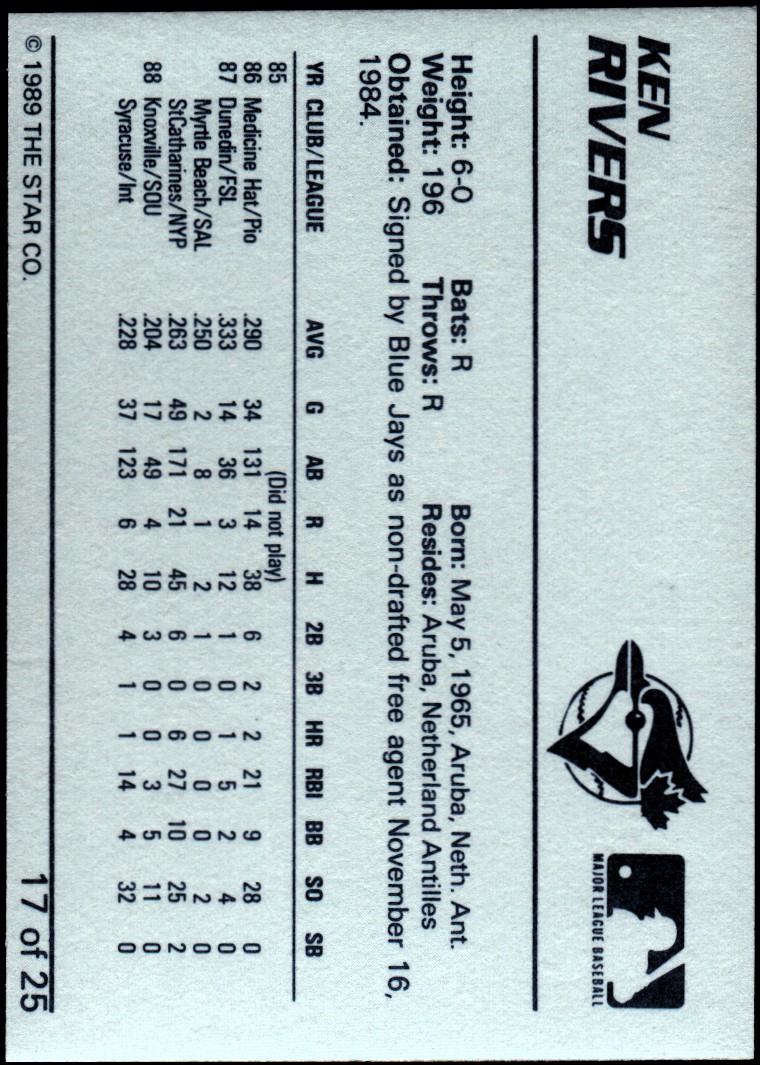 KEN
RIVERS
MAJOR LEAGUE BASEBALL
Height: 6-0 Bats: R Born: May 5, 1965, Aruba, Neth. Ant.
Weight: 196 Throws: R Resides: Aruba, Netherland Antilles
Obtained: Signed by Blue Jays as non-drafted free agent November 16,
1984.
YR CLUB/LEAGUE AVG G AB R H 2B 3B HR RBI BB SO SB
85 (Did not play)
86 Medicine Hat/Pio .290 34 131 14 38 6 2 2 21 9 28 0
87 Dunedin/FSL .333 14 36 3 12 1 0 1 5 2 4 0
Myrtle Beach/SAL .250 2 8 1 2 1 0 0 0 0 2 0
StCatharines/NYP .263 49 171 21 45 6 0 6 27 10 25 2
88 Knoxville/SOU .204 17 49 4 10 3 0 0 3 5 11 0
Syracuse/Int .228 37 123 6 28 4 1 1 14 4 32 0
© 1989 THE STAR CO. 17 of 25